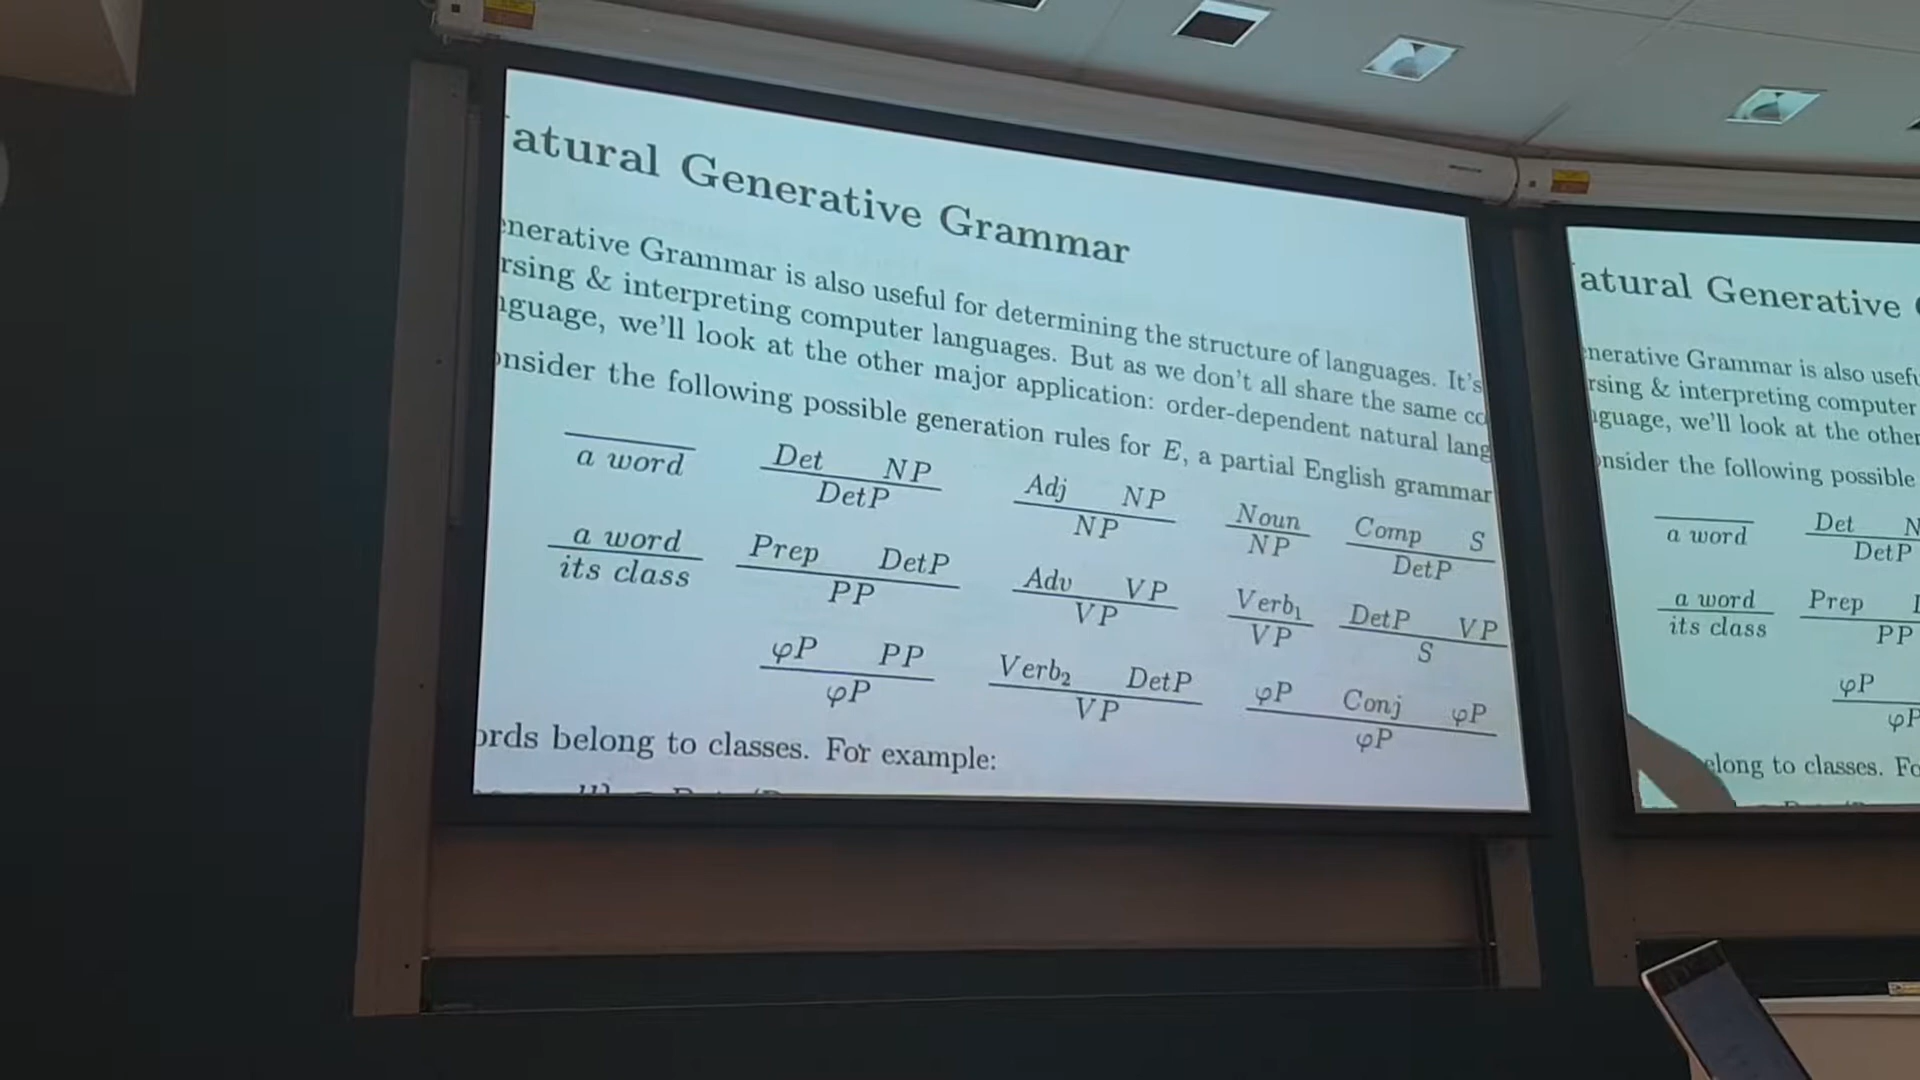 atural Generative Grammar
enerative Grammar is also useful for determining the structure of languages. It's
rsing & interpreting computer languages. But as we don't all share the same co
nguage, we'll look at the other major application: order-dependent natural lang
onsider the following possible generation rules for E, a partial English grammar
a word
Det NP
DetP
Adj NP
NP
Noun
NP
Comp S
DetP
a word
its class
Prep DetP
PP
Adv VP
VP
Verb₁
VP
DetP VP
S
φP PP
φP
Verb₂ DetP
VP
φP Conj φP
φP
ords belong to classes. For example:
atural Generative
nerative Grammar is also usefu
rsing & interpreting computer
nguage, we'll look at the other
onsider the following possible
a word
Det N
DetP
a word
its class
Prep
PP
φP
φP
elong to classes. Fo